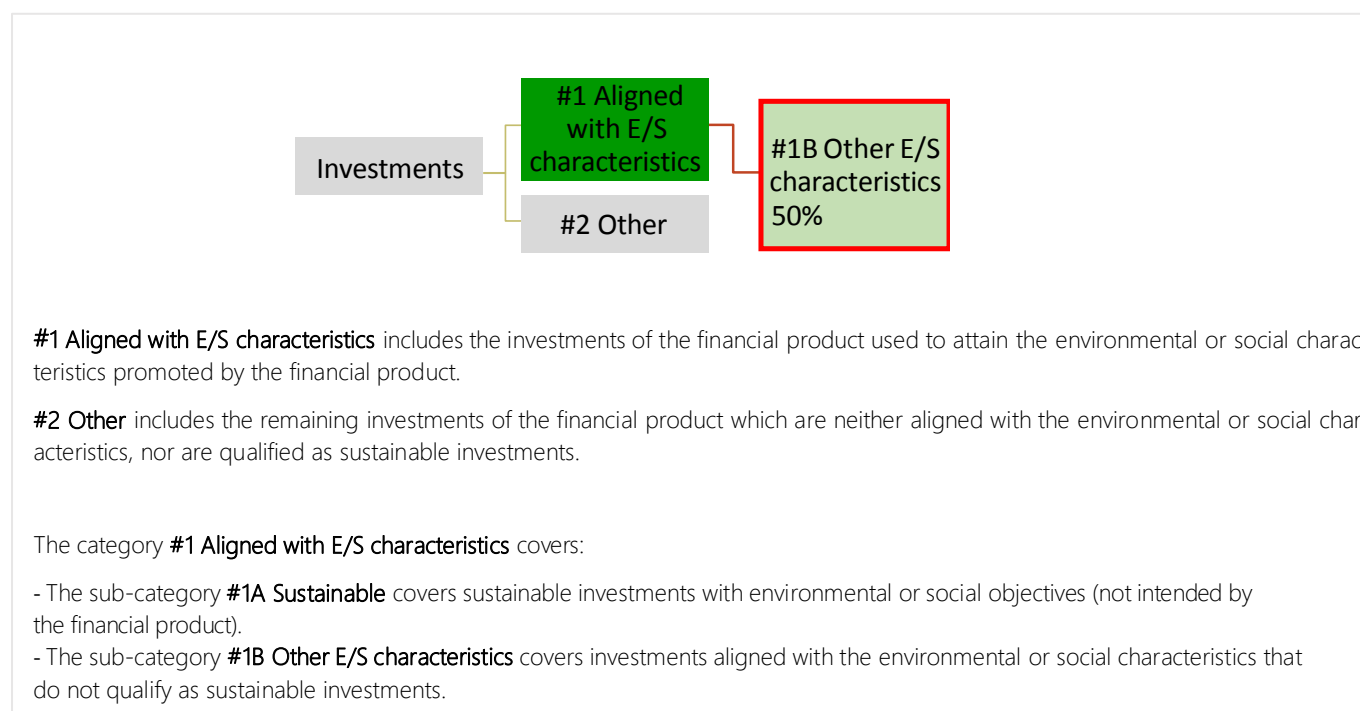 #1 Aligned
with E/S
characteristics
Investments
#2 Other
#1B Other E/S
characteristics
50%
#1 Aligned with E/S characteristics includes the investments of the financial product used to attain the environmental or social charac
teristics promoted by the financial product.
#2 Other includes the remaining investments of the financial product which are neither aligned with the environmental or social char
acteristics, nor are qualified as sustainable investments.
The category #1 Aligned with E/S characteristics covers:
- The sub-category #1A Sustainable covers sustainable investments with environmental or social objectives (not intended by
the financial product).
- The sub-category #1B Other E/S characteristics covers investments aligned with the environmental or social characteristics that
do not qualify as sustainable investments.